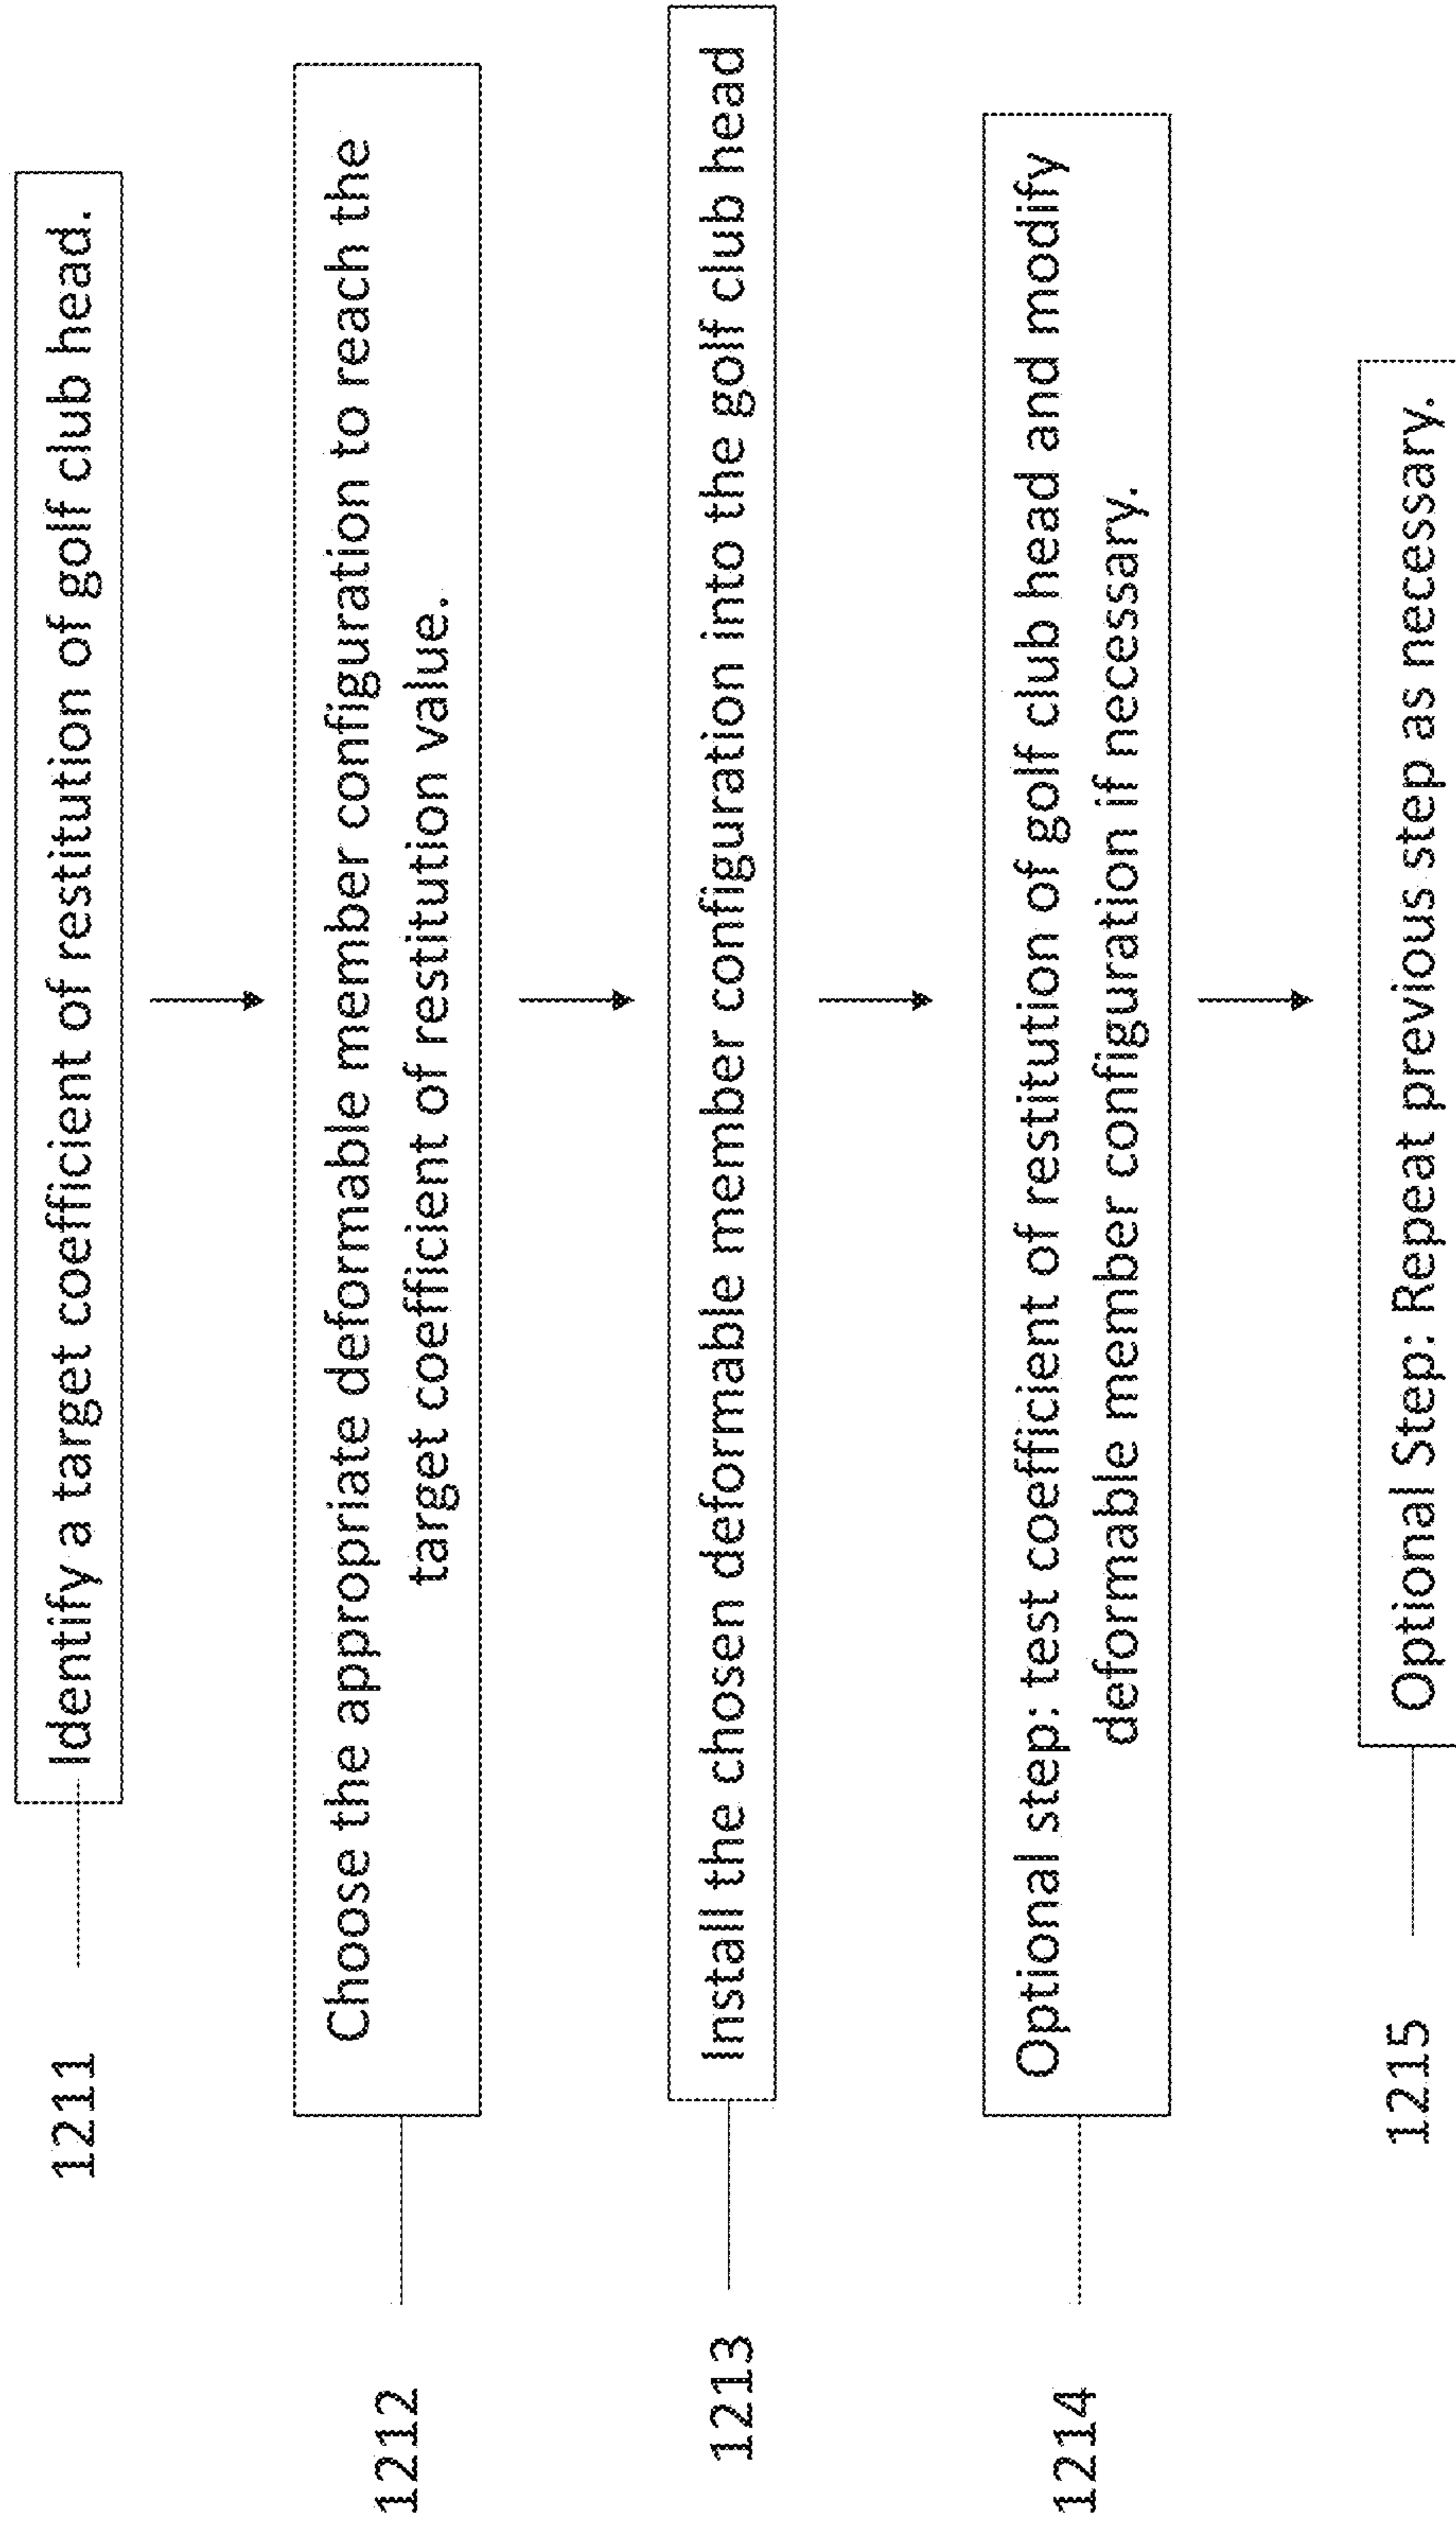 1211
Identify a target coefficient of restitution of golf club head.
1212
Choose the appropriate deformable member configuration to reach the
target coefficient of restitution value.
1213
Install the chosen deformable member configuration into the golf club head
1214
Optional step: test coefficient of restitution of golf club head and modify
deformable member configuration if necessary.
1215
Optional Step: Repeat previous step as necessary.